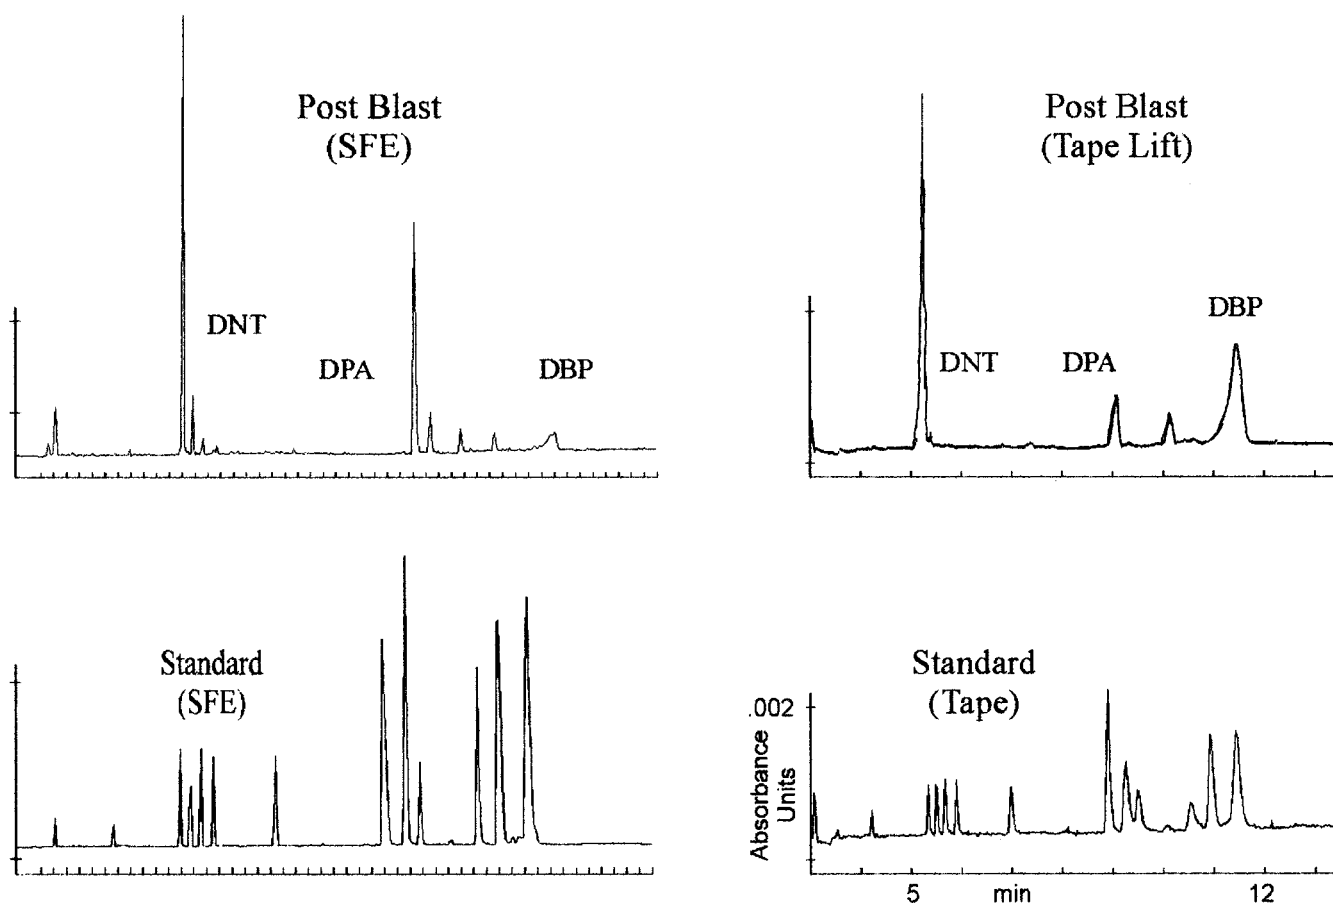 Post Blast
(SFE)
DNT
DPA
DBP
Post Blast
(Tape Lift)
DNT
DPA
DBP
Standard
(SFE)
Standard
(Tape)
.002
Absorbance
Units
5
min
12